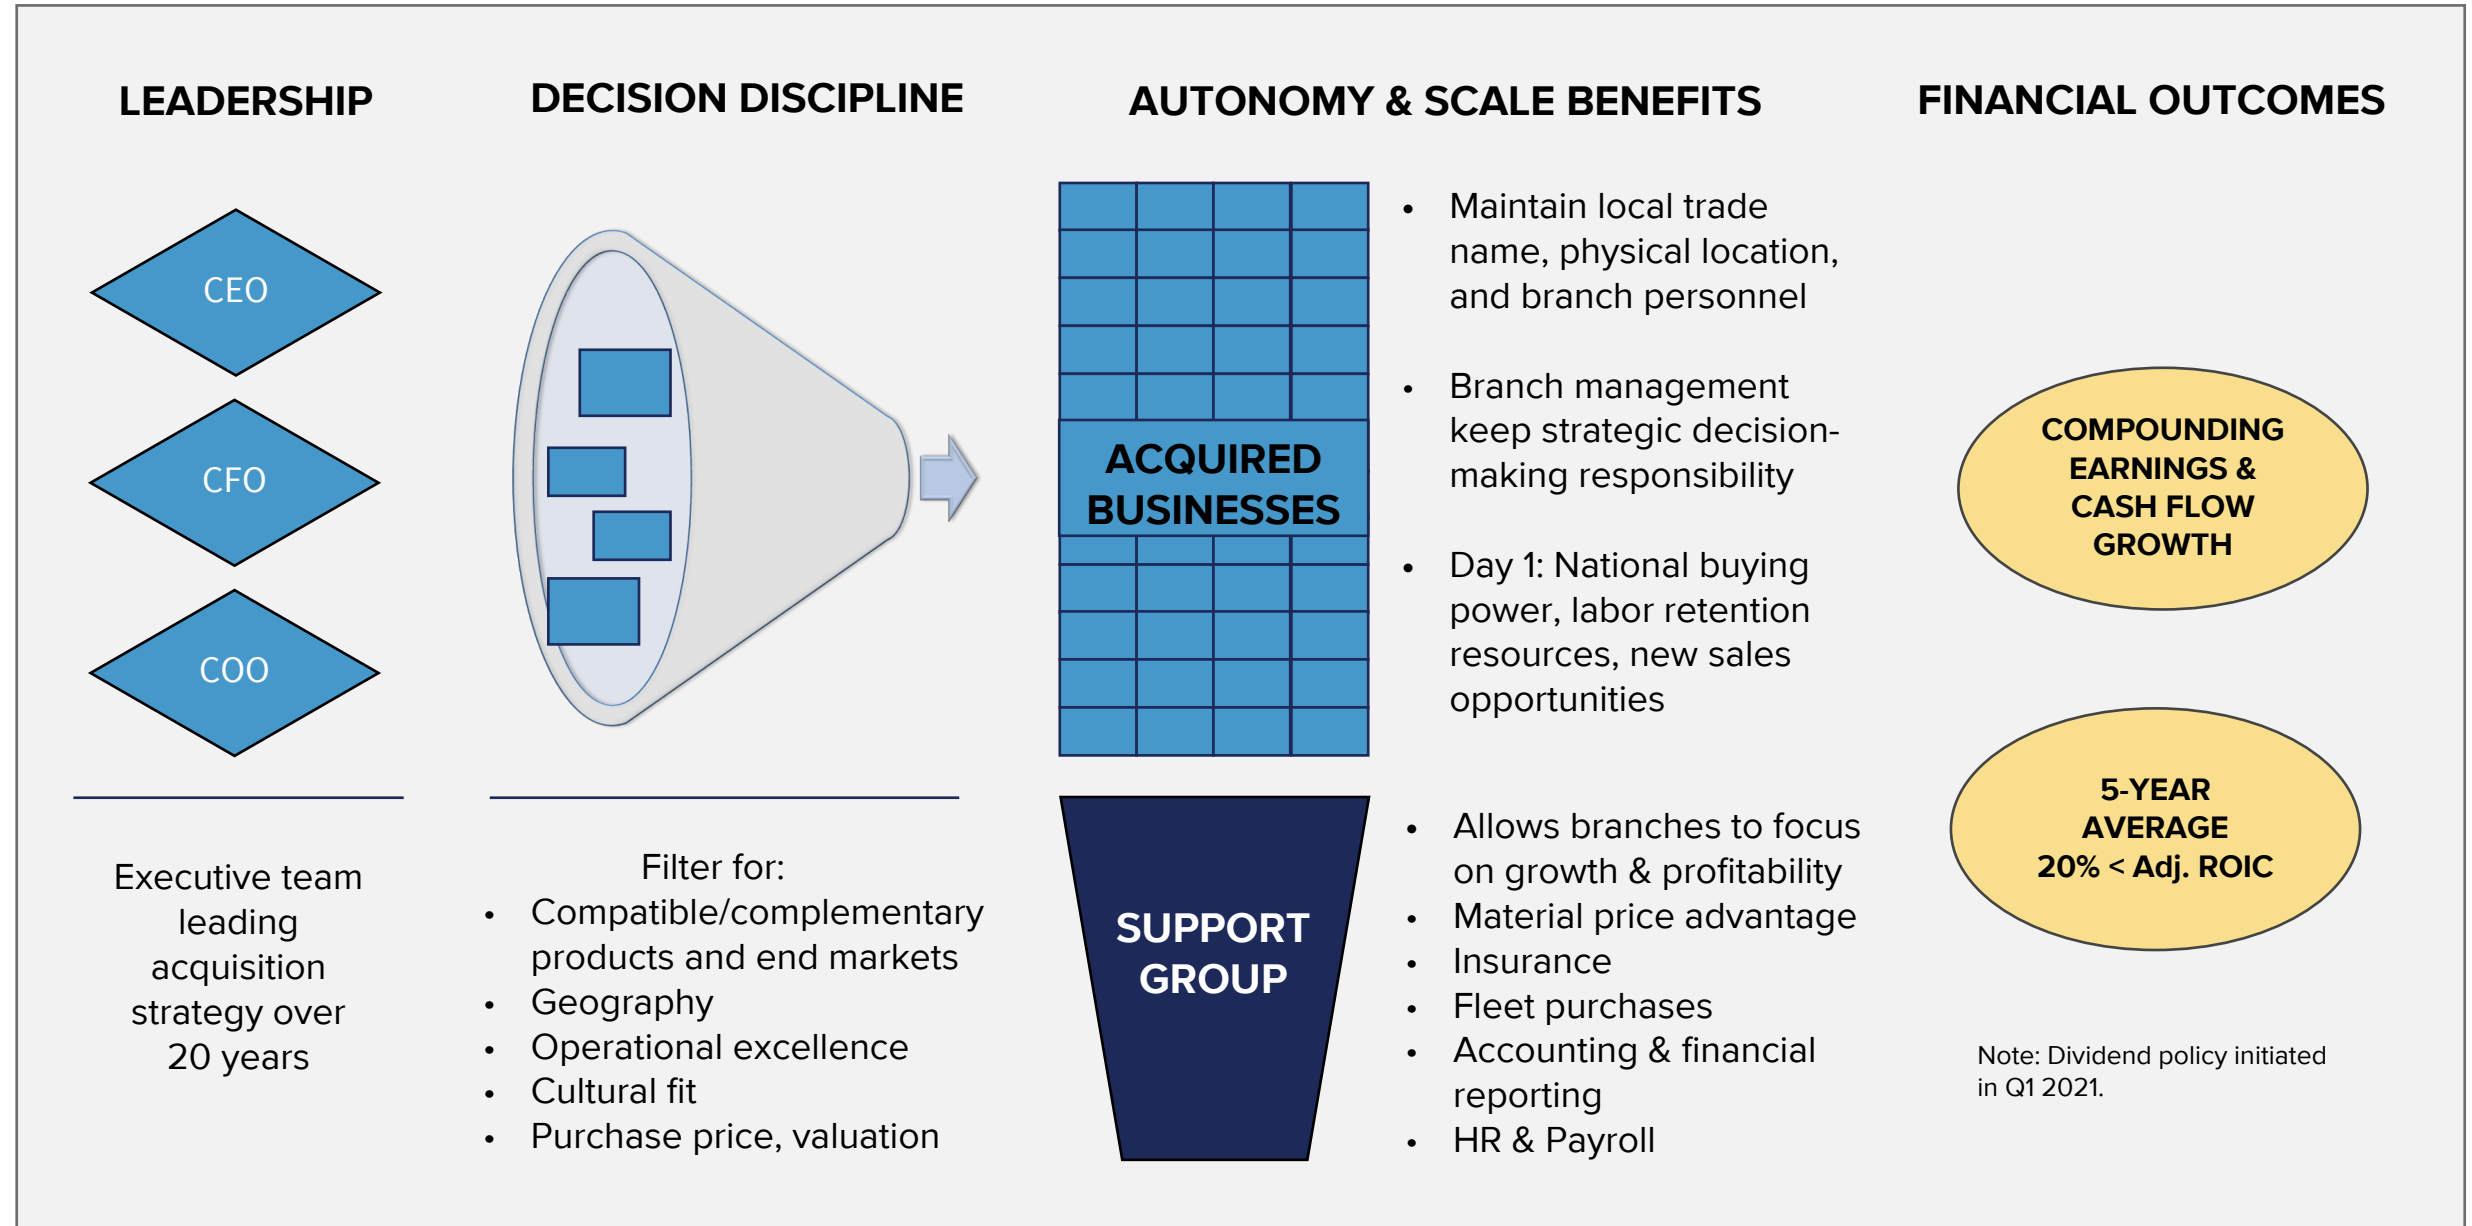 LEADERSHIP
CEO
CFO
COO
Executive team
leading
acquisition
strategy over
20 years
DECISION DISCIPLINE
Filter for:
• Compatible/complementary
products and end markets
• Geography
• Operational excellence
• Cultural fit
• Purchase price, valuation
AUTONOMY & SCALE BENEFITS
ACQUIRED
BUSINESSES
• Maintain local trade
name, physical location,
and branch personnel
• Branch management
keep strategic decision-
making responsibility
• Day 1: National buying
power, labor retention
resources, new sales
opportunities
SUPPORT
GROUP
• Allows branches to focus
on growth & profitability
• Material price advantage
• Insurance
• Fleet purchases
• Accounting & financial
reporting
• HR & Payroll
FINANCIAL OUTCOMES
COMPOUNDING
EARNINGS &
CASH FLOW
GROWTH
5-YEAR
AVERAGE
20% < Adj. ROIC
Note: Dividend policy initiated
in Q1 2021.